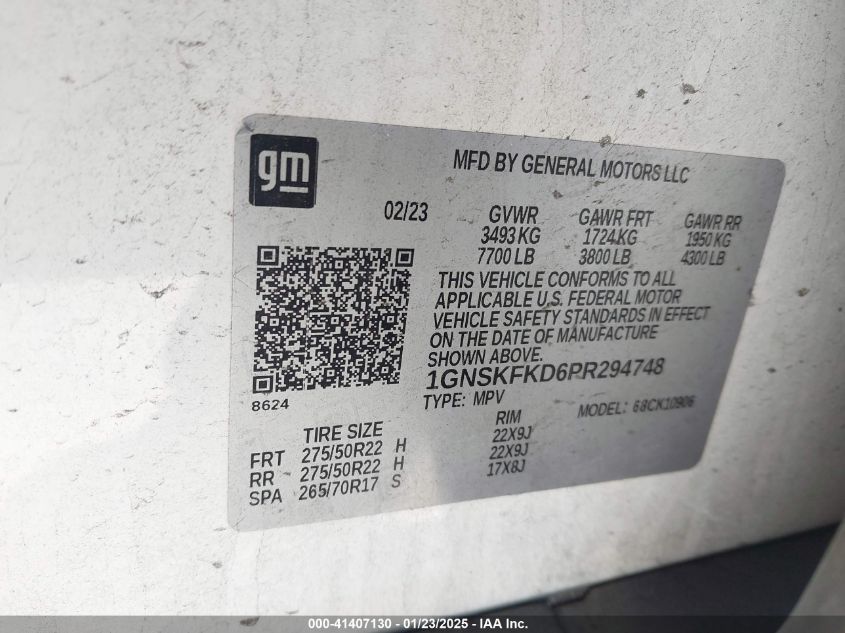 gm
MFD BY GENERAL MOTORS LLC
02/23 GVWR GAWR FRT GAWR RR
3493 KG 1724 KG 1950 KG
7700 LB 3800 LB 4300 LB
THIS VEHICLE CONFORMS TO ALL
APPLICABLE U.S. FEDERAL MOTOR
VEHICLE SAFETY STANDARDS IN EFFECT
ON THE DATE OF MANUFACTURE
SHOWN ABOVE.
1GNSKFKD6PR294748
8624
TYPE: MPV MODEL: 68CK10906
TIRE SIZE RIM
FRT 275/50R22 H 22X9J
RR 275/50R22 H 22X9J
SPA 265/70R17 S 17X8J
000-41407130 - 01/23/2025 - IAA Inc.